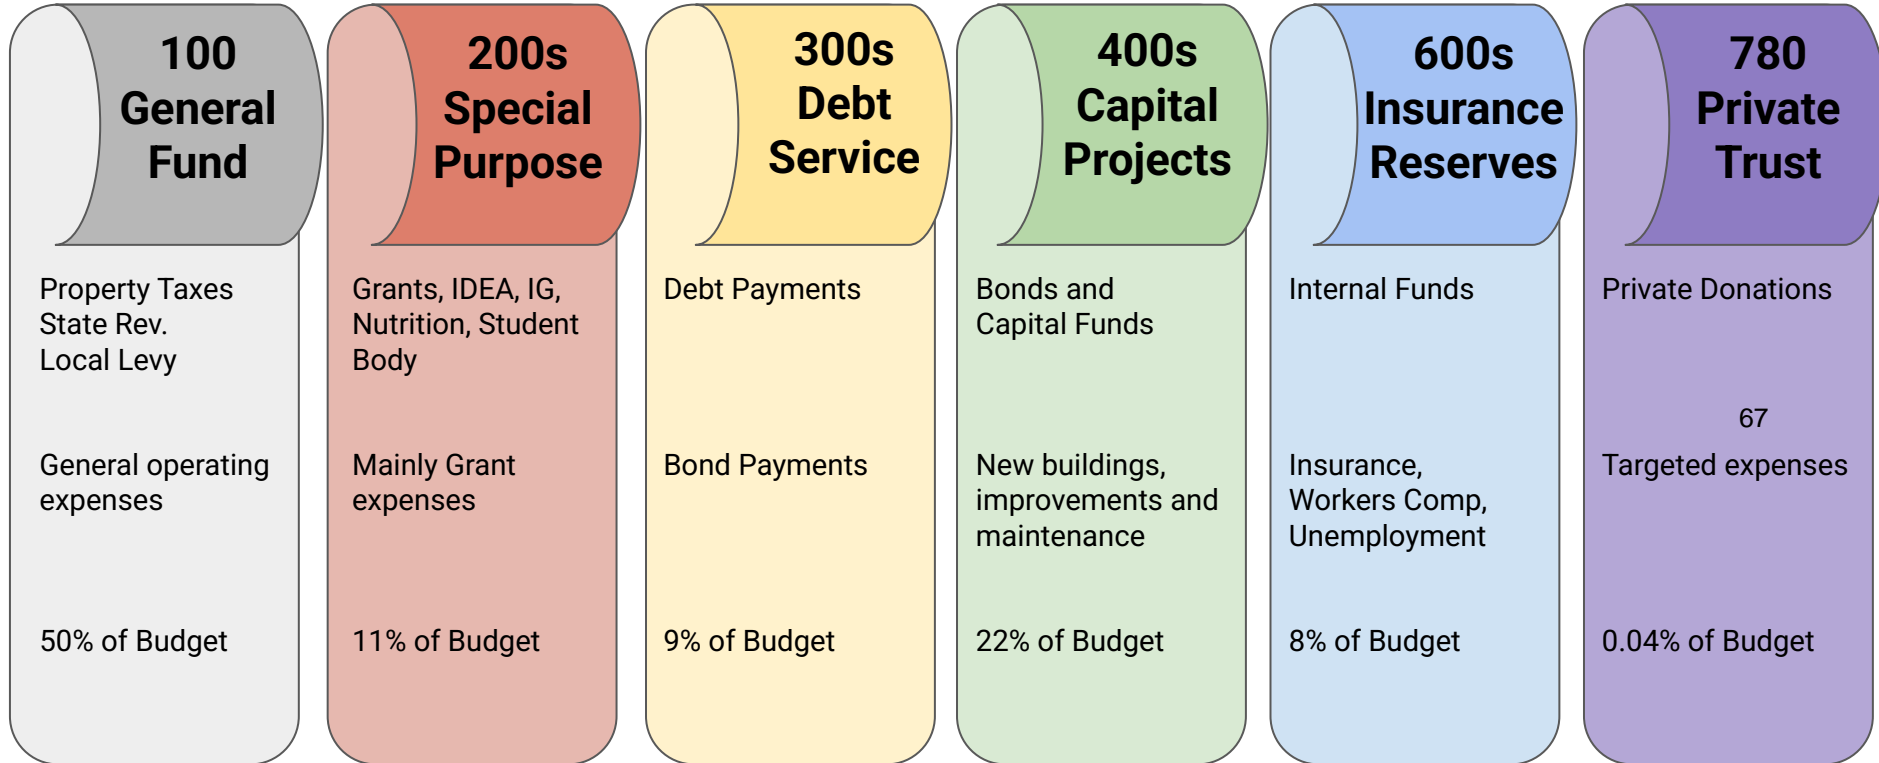 100
General
Fund
Property Taxes
State Rev.
Local Levy
General operating
expenses
50% of Budget
200s
Special
Purpose
Grants, IDEA, IG,
Nutrition, Student
Body
Mainly Grant
expenses
11% of Budget
300s
Debt
Service
Debt Payments
Bond Payments
9% of Budget
400s
Capital
Projects
Bonds and
Capital Funds
New buildings,
improvements and
maintenance
22% of Budget
600s
Insurance
Reserves
Internal Funds
Insurance,
Workers Comp,
Unemployment
8% of Budget
780
Private
Trust
Private Donations
67
Targeted expenses
0.04% of Budget